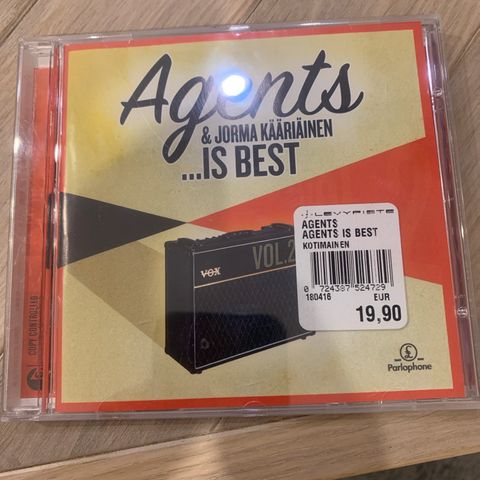 Agents
& JORMA KÄÄRIÄINEN
...IS BEST
VOX
VOL.2
LEVYPISTE
AGENTS
AGENTS IS BEST
KOTIMAINEN
0 724387 524729
180416 EUR
19,90
Parlophone
COPY CONTROLLED